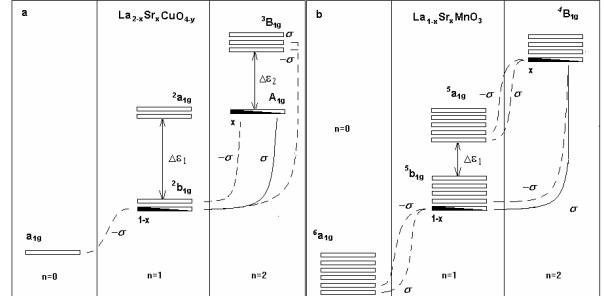 a
La2-xSrxCuO4-y
³B1g
σ
-σ
Δε2
²a1g
A1g
x
Δε1
-σ
σ
²b1g
1-x
a1g
-σ
n=0
n=1
n=2
b
La1-xSrxMnO3
⁴B1g
x
-σ
⁵a1g
σ
n=0
Δε1
⁵b1g
-σ
-σ
1-x
σ
⁶a1g
σ
n=1
n=2